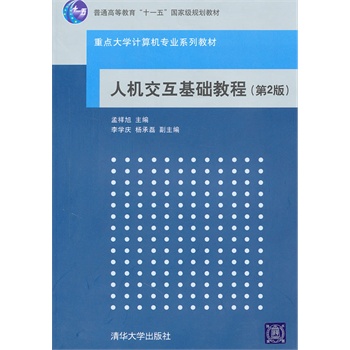 普通高等教育“十一五”国家级规划教材
重点大学计算机专业系列教材
人机交互基础教程(第2版)
孟祥旭 主编
李学庆 杨承磊 副主编
清华大学出版社